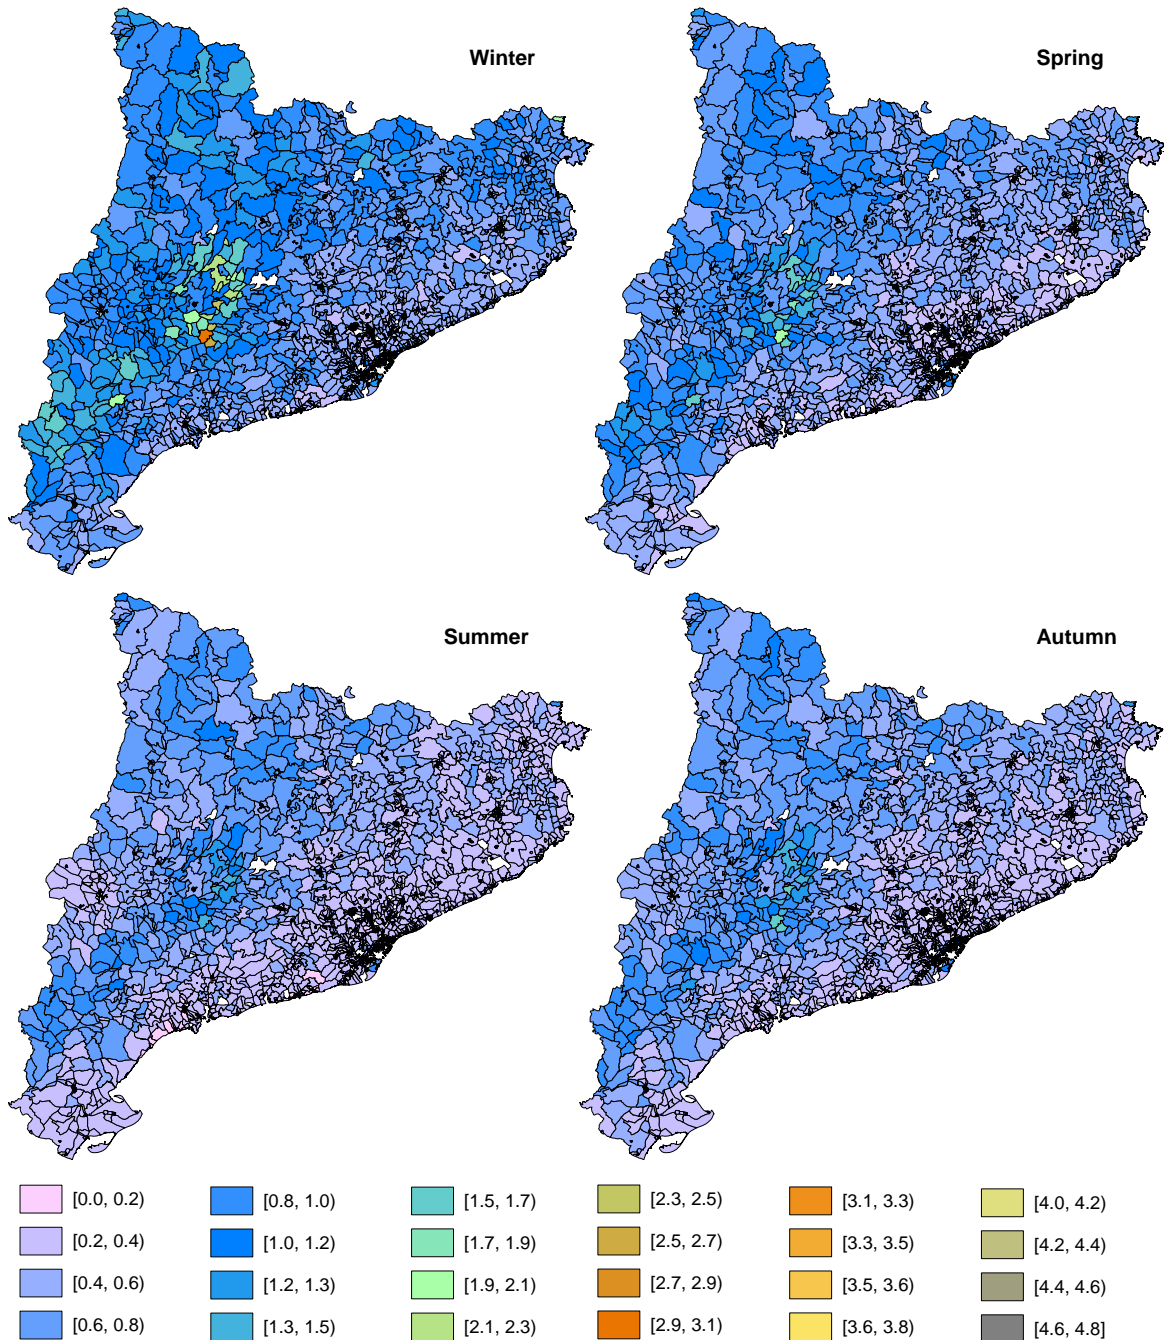 Winter
Spring
Summer
Autumn
[0.0, 0.2) [0.8, 1.0) [1.5, 1.7) [2.3, 2.5) [3.1, 3.3) [4.0, 4.2)
[0.2, 0.4) [1.0, 1.2) [1.7, 1.9) [2.5, 2.7) [3.3, 3.5) [4.2, 4.4)
[0.4, 0.6) [1.2, 1.3) [1.9, 2.1) [2.7, 2.9) [3.5, 3.6) [4.4, 4.6)
[0.6, 0.8) [1.3, 1.5) [2.1, 2.3) [2.9, 3.1) [3.6, 3.8) [4.6, 4.8]